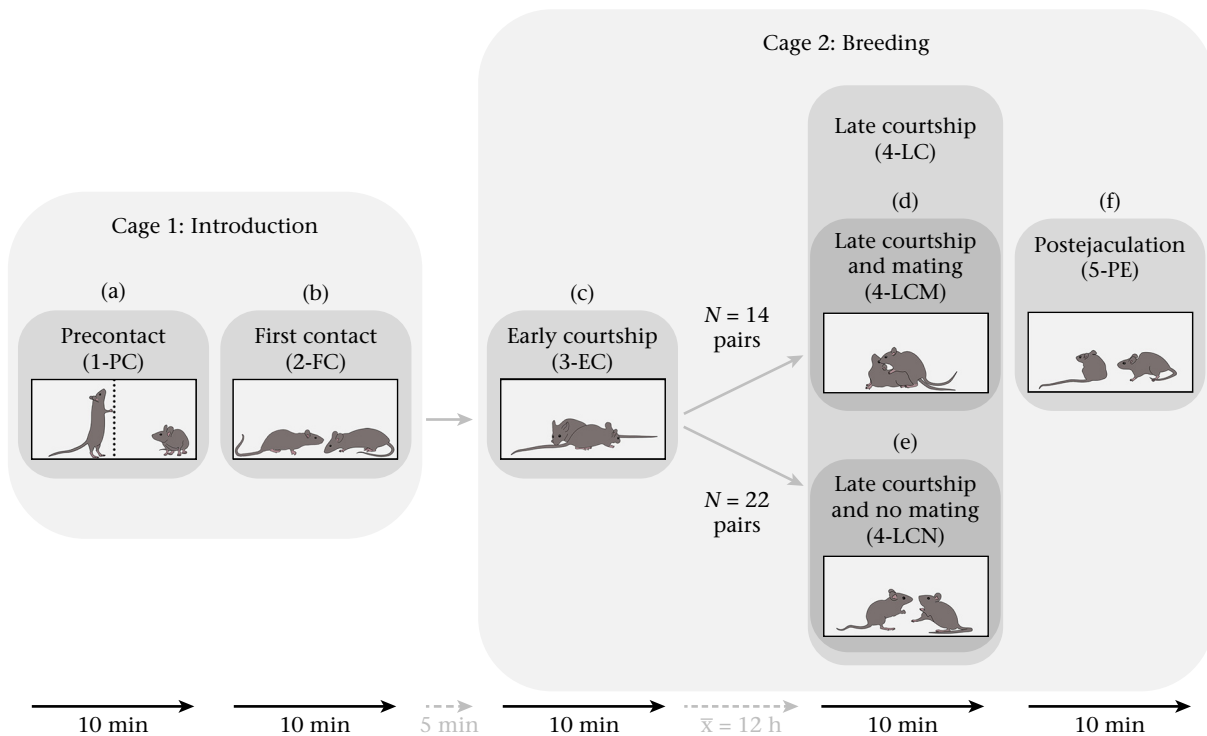 Cage 2: Breeding
Late courtship
(4-LC)
Cage 1: Introduction
(a)
Precontact
(1-PC)
(b)
First contact
(2-FC)
(c)
Early courtship
(3-EC)
N = 14
pairs
N = 22
pairs
(d)
Late courtship
and mating
(4-LCM)
(e)
Late courtship
and no mating
(4-LCN)
(f)
Postejaculation
(5-PE)
10 min
10 min
5 min
10 min
x̄ = 12 h
10 min
10 min